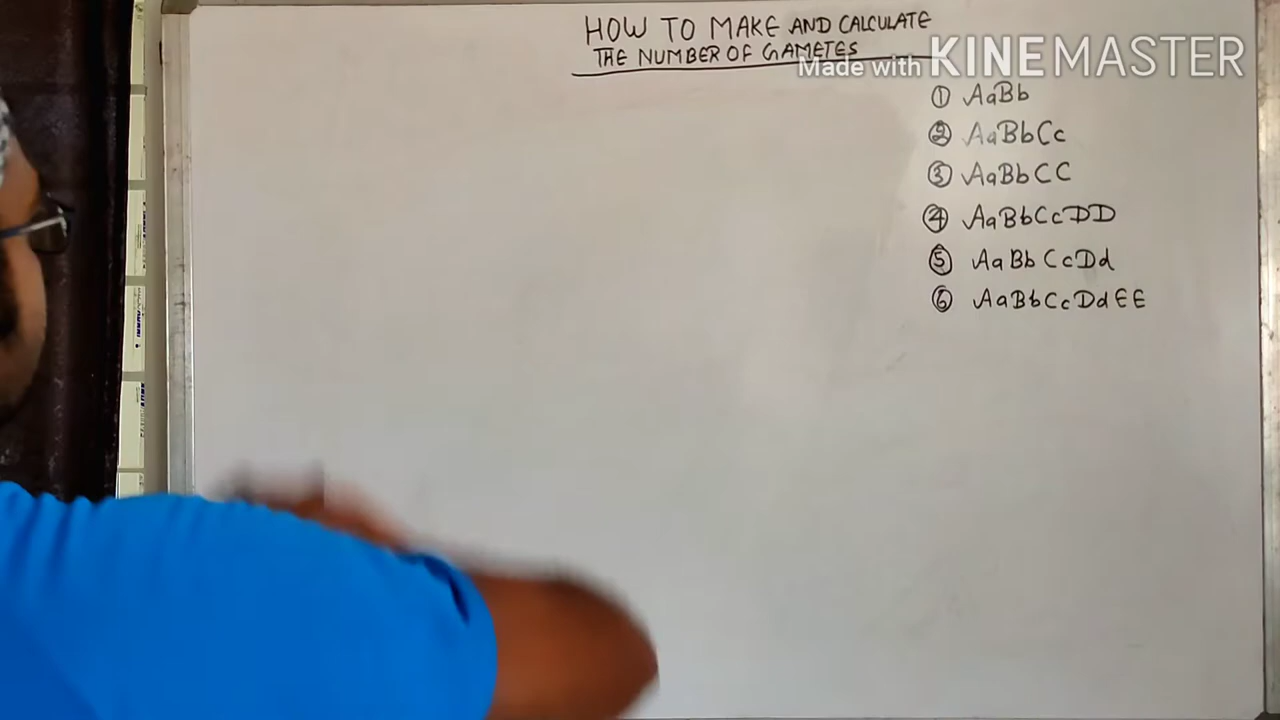 HOW TO MAKE AND CALCULATE
THE NUMBER OF GAMETES
Made with KINEMASTER
① AaBb
② AaBbCc
③ AaBbCC
④ AaBbCcDD
⑤ AaBbCcDd
⑥ AaBbCcDdEE